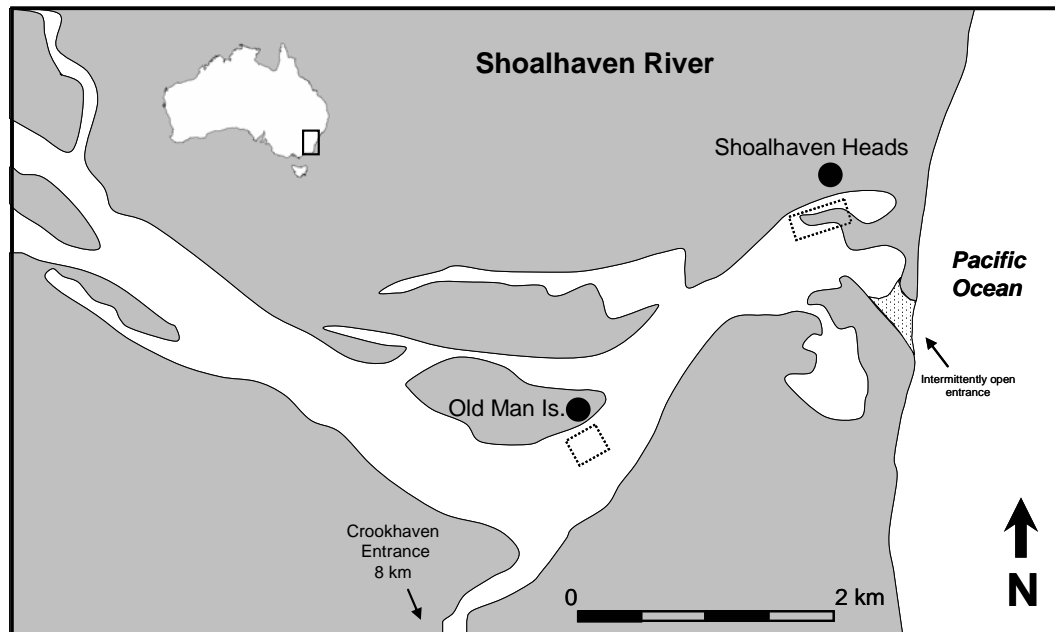 Shoalhaven River
Shoalhaven Heads
Pacific
Ocean
Intermittently open
entrance
Old Man Is.
Crookhaven
Entrance
8 km
0 2 km
N